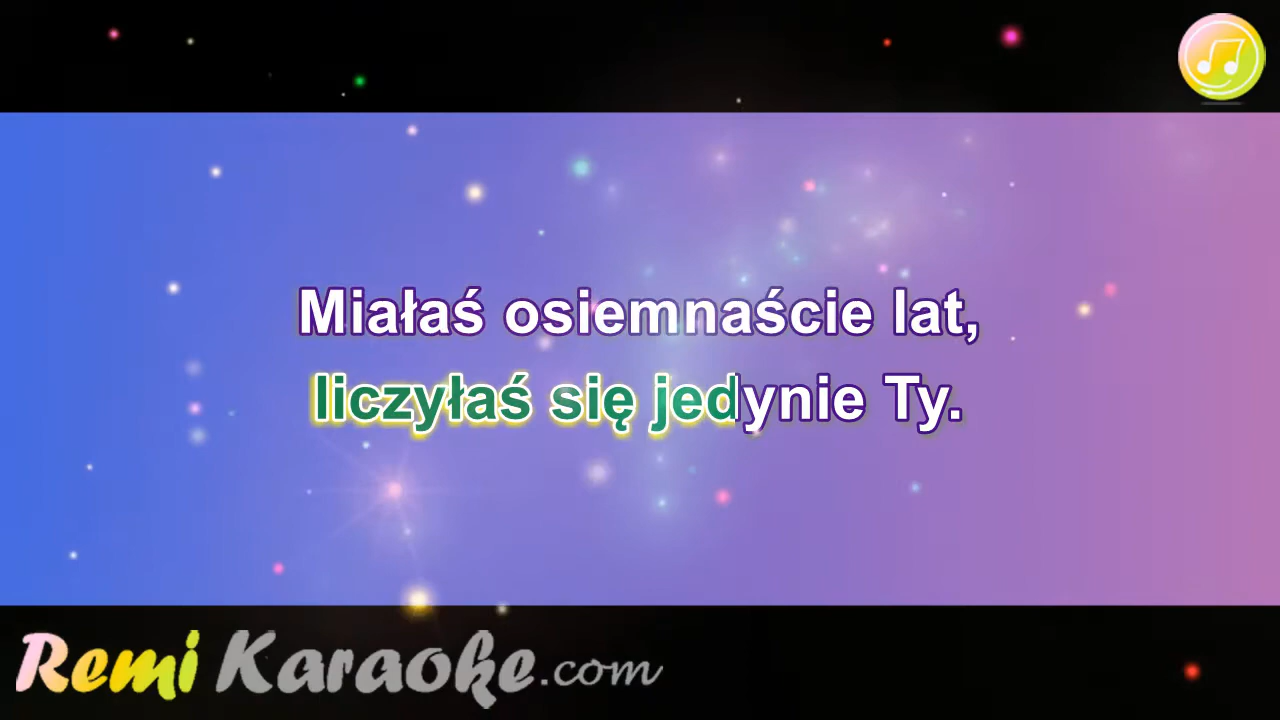 Miałaś osiemnaście lat,
liczyłaś się jedynie Ty.
Remi Karaoke.com